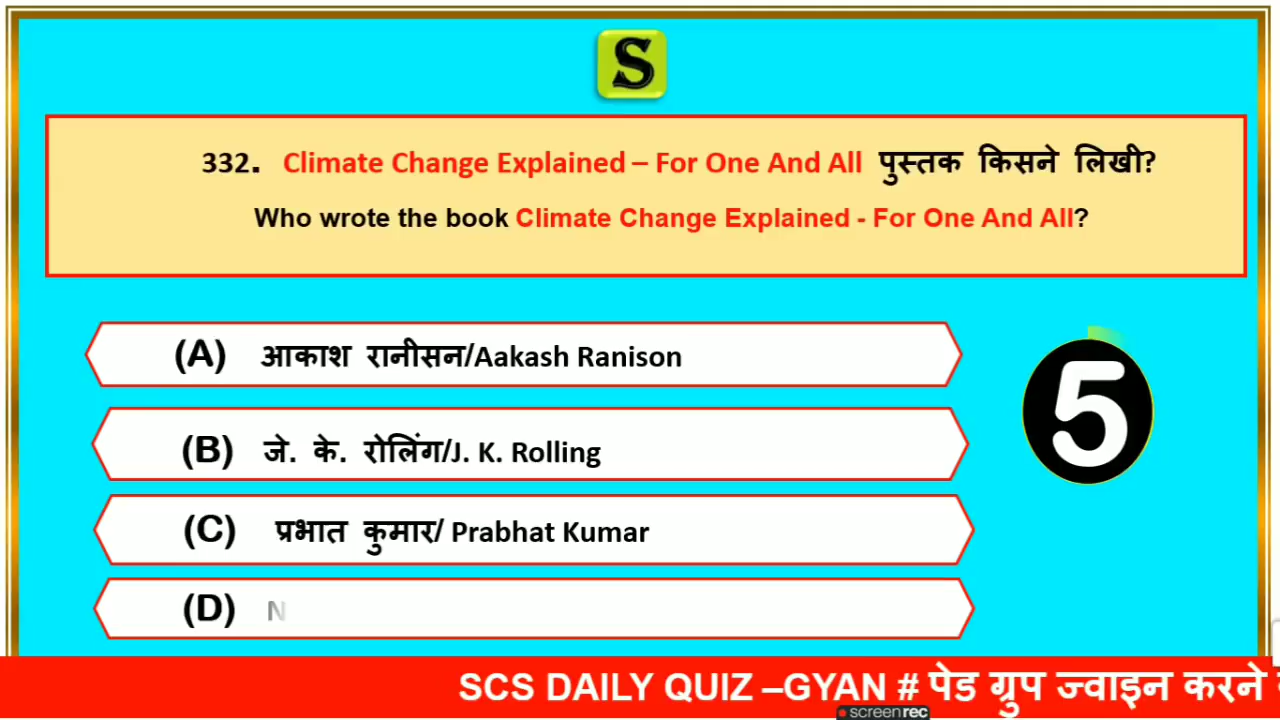 S
332. Climate Change Explained – For One And All पुस्तक किसने लिखी?
Who wrote the book Climate Change Explained - For One And All?
(A) आकाश रानीसन/Aakash Ranison
5
(B) जे. के. रोलिंग/J. K. Rolling
(C) प्रभात कुमार/ Prabhat Kumar
(D) N
SCS DAILY QUIZ –GYAN # पेड ग्रुप ज्वाइन करने
screenrec